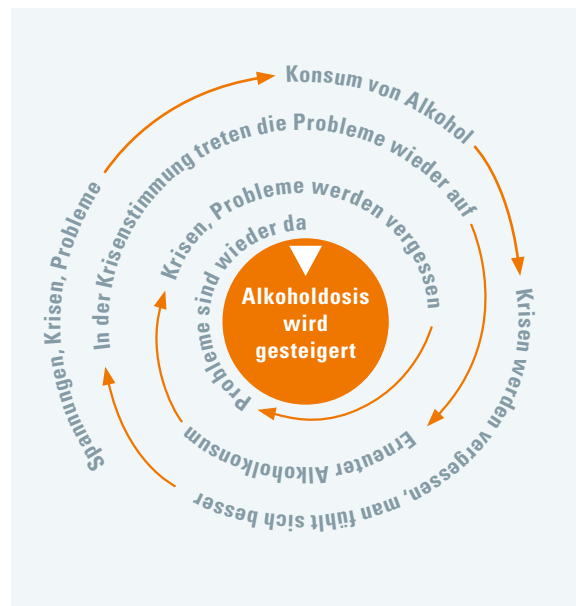 Spannungen, Krisen, Probleme
Konsum von Alkohol
Krisen werden vergessen, man fühlt sich besser
In der Krisenstimmung treten die Probleme wieder auf
Erneuter Alkoholkonsum
Krisen, Probleme werden vergessen
Probleme sind wieder da
Alkoholdosis
wird
gesteigert